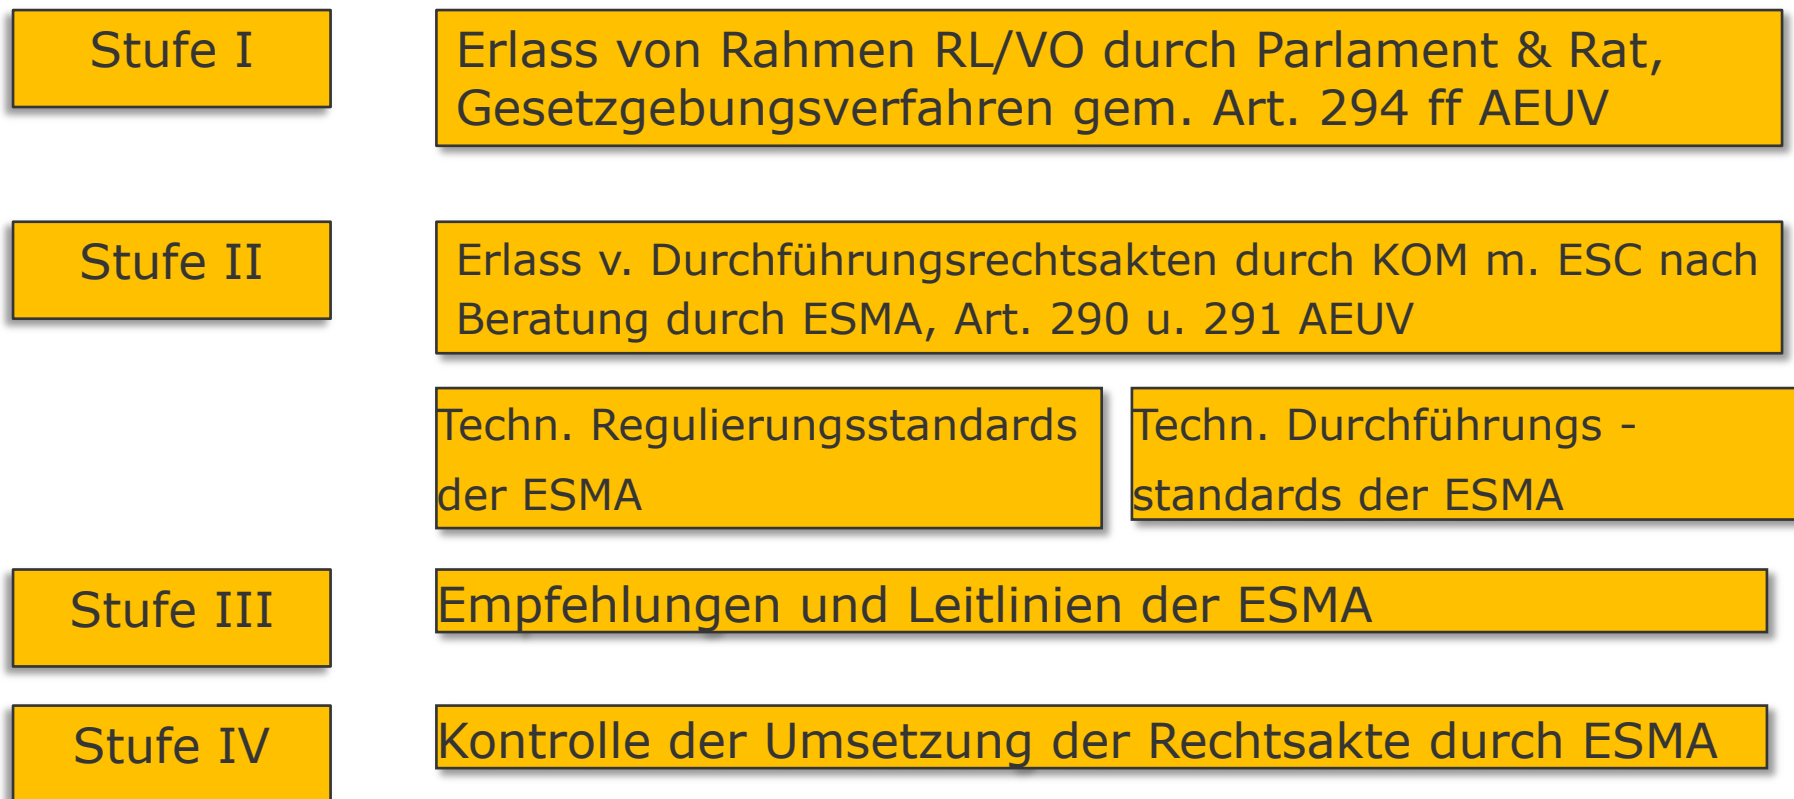 Stufe I
Erlass von Rahmen RL/VO durch Parlament & Rat,
Gesetzgebungsverfahren gem. Art. 294 ff AEUV
Stufe II
Erlass v. Durchführungsrechtsakten durch KOM m. ESC nach
Beratung durch ESMA, Art. 290 u. 291 AEUV
Techn. Regulierungsstandards
der ESMA
Techn. Durchführungs -
standards der ESMA
Stufe III
Empfehlungen und Leitlinien der ESMA
Stufe IV
Kontrolle der Umsetzung der Rechtsakte durch ESMA